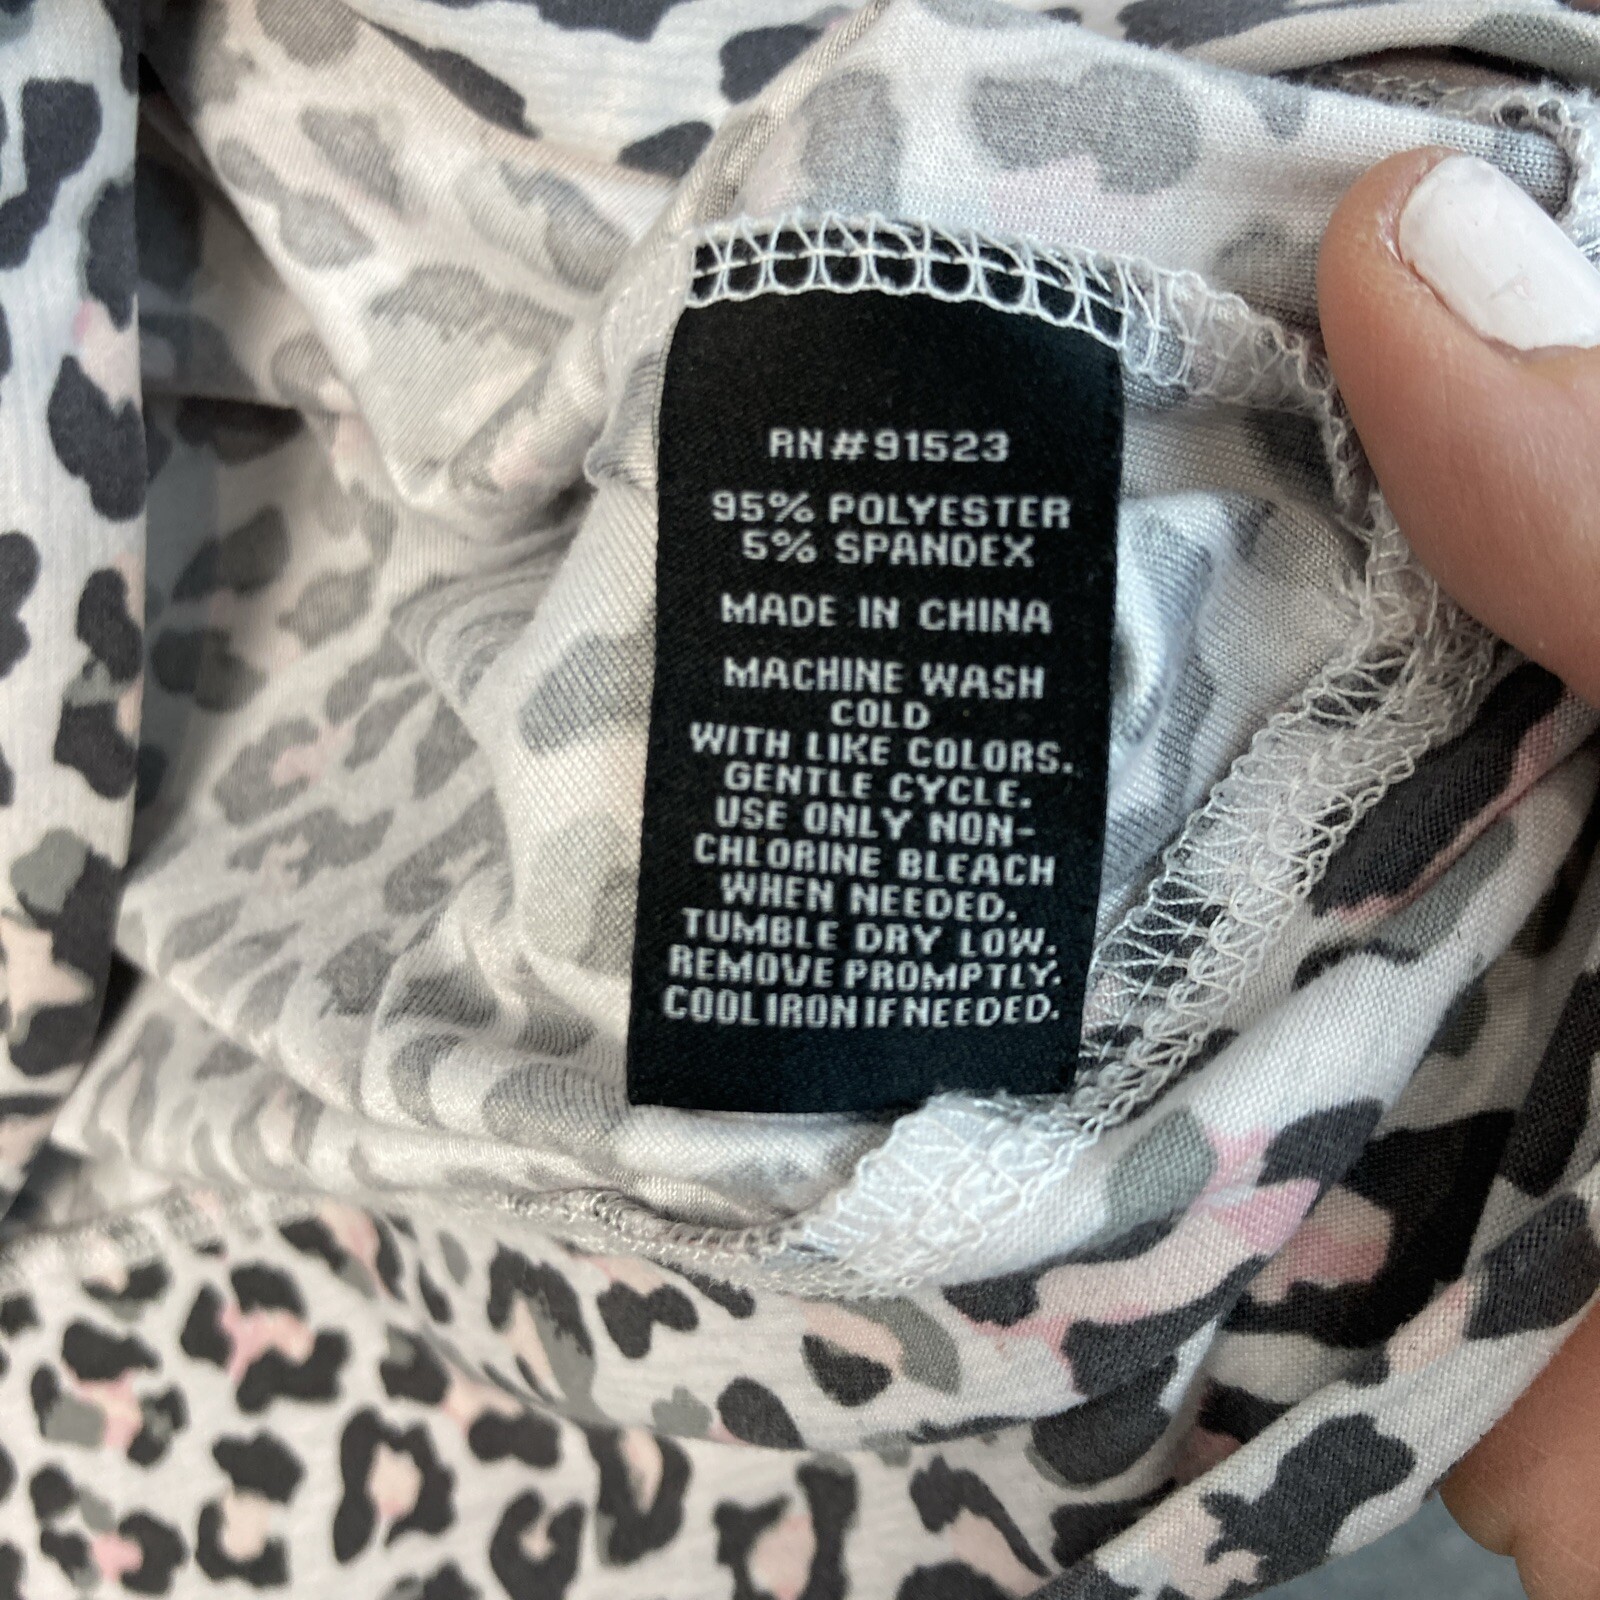 RN#91523
95% POLYESTER
5% SPANDEX
MADE IN CHINA
MACHINE WASH
COLD
WITH LIKE COLORS.
GENTLE CYCLE.
USE ONLY NON-
CHLORINE BLEACH
WHEN NEEDED.
TUMBLE DRY LOW.
REMOVE PROMPTLY.
COOL IRON IF NEEDED.